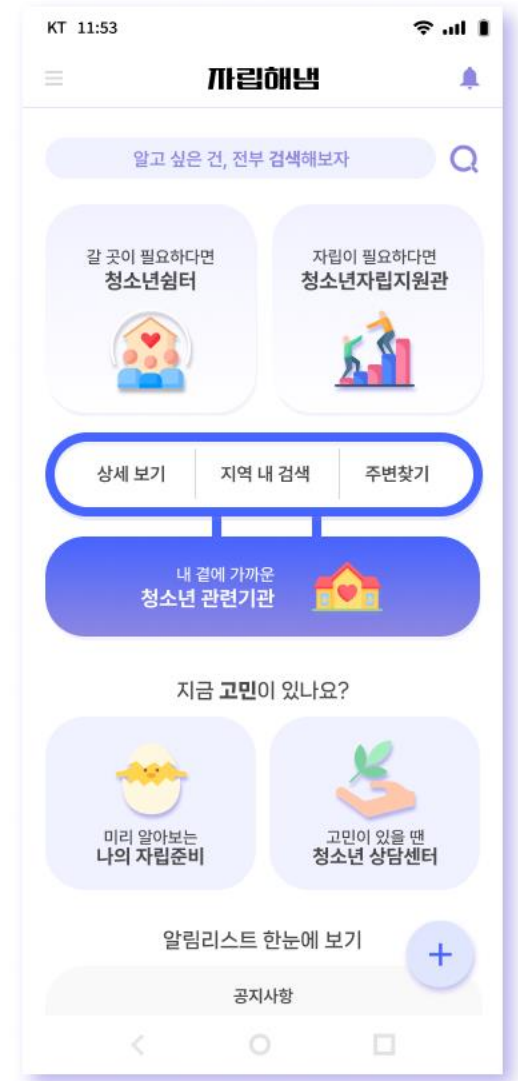 KT 11:53
자립해냄
알고 싶은 건, 전부 검색해보자
갈 곳이 필요하다면
청소년쉼터
자립이 필요하다면
청소년자립지원관
상세 보기
지역 내 검색
주변찾기
내 곁에 가까운
청소년 관련기관
지금 고민이 있나요?
미리 알아보는
나의 자립준비
고민이 있을 땐
청소년 상담센터
알림리스트 한눈에 보기
+
공지사항